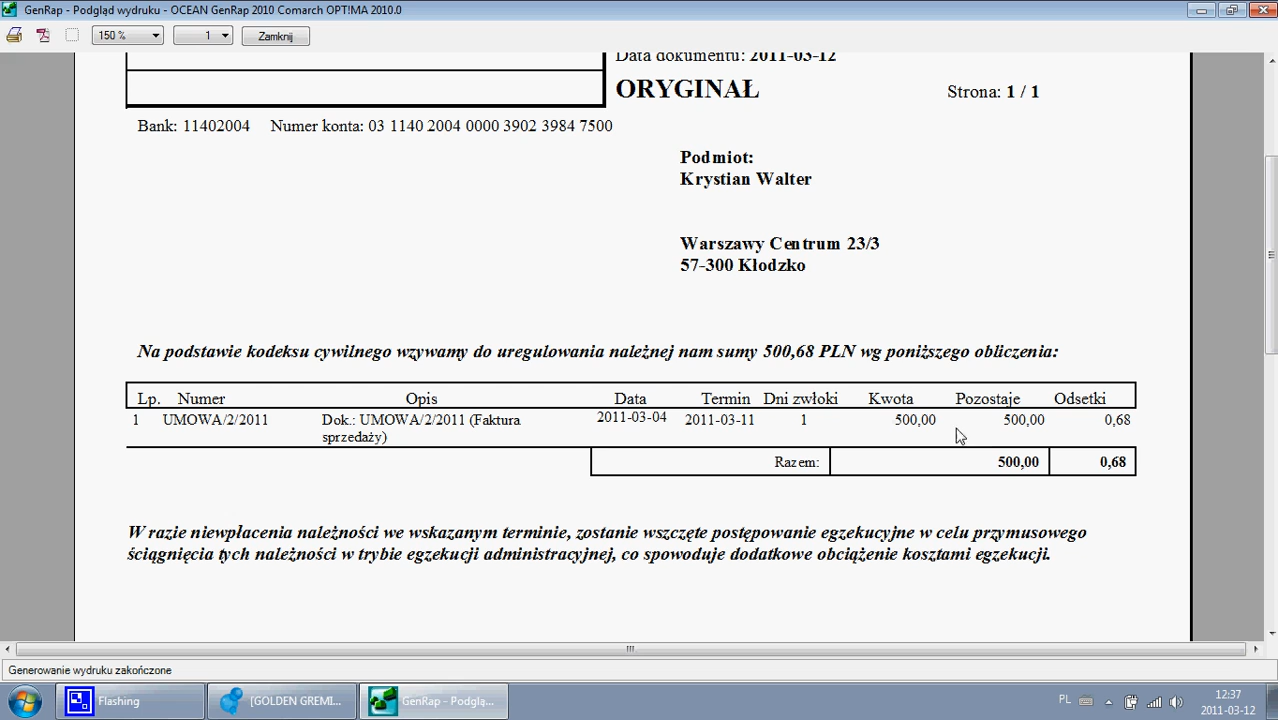 GenRap - Podgląd wydruku - OCEAN GenRap 2010 Comarch OPT!MA 2010.0
150 % 1 Zamknij
Data dokumentu: 2011-03-12
ORYGINAŁ Strona: 1 / 1
Bank: 11402004 Numer konta: 03 1140 2004 0000 3902 3984 7500
Podmiot:
Krystian Walter
Warszawy Centrum 23/3
57-300 Kłodzko
Na podstawie kodeksu cywilnego wzywamy do uregulowania należnej nam sumy 500,68 PLN wg poniższego obliczenia:
Lp. Numer Opis Data Termin Dni zwłoki Kwota Pozostaje Odsetki
1 UMOWA/2/2011 Dok.: UMOWA/2/2011 (Faktura 2011-03-04 2011-03-11 1 500,00 500,00 0,68
sprzedaży)
Razem: 500,00 0,68
W razie niewpłacenia należności we wskazanym terminie, zostanie wszczęte postępowanie egzekucyjne w celu przymusowego
ściągnięcia tych należności w trybie egzekucji administracyjnej, co spowoduje dodatkowe obciążenie kosztami egzekucji.
Generowanie wydruku zakończone
Flashing [GOLDEN GREMI... GenRap - Podglą... PL 12:37
2011-03-12